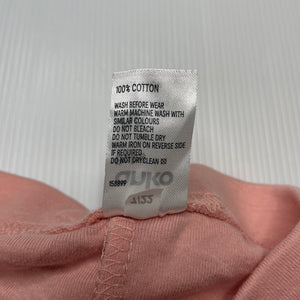 100% COTTON
WASH BEFORE WEAR
WARM MACHINE WASH WITH
SIMILAR COLOURS
DO NOT BLEACH
DO NOT TUMBLE DRY
WARM IRON ON REVERSE SIDE
IF REQUIRED
DO NOT DRYCLEAN
158899
anko